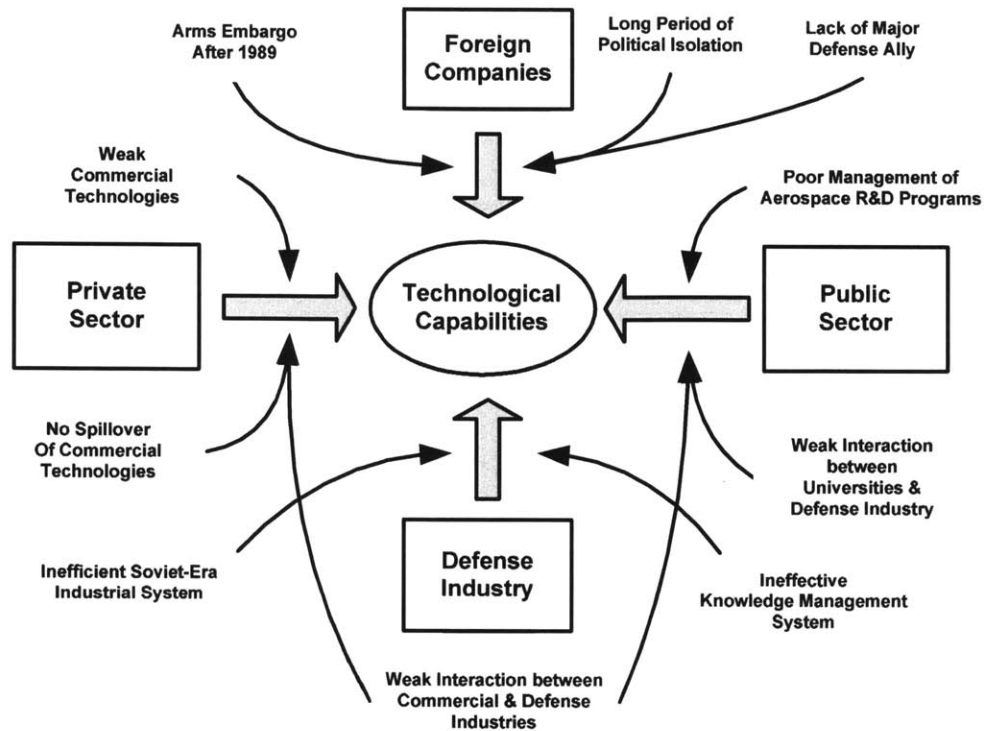 Arms Embargo
After 1989
Foreign
Companies
Long Period of
Political Isolation
Lack of Major
Defense Ally
Weak
Commercial
Technologies
Poor Management of
Aerospace R&D Programs
Private
Sector
Technological
Capabilities
Public
Sector
No Spillover
Of Commercial
Technologies
Weak Interaction
between
Universities &
Defense Industry
Inefficient Soviet-Era
Industrial System
Defense
Industry
Ineffective
Knowledge Management
System
Weak Interaction between
Commercial & Defense
Industries